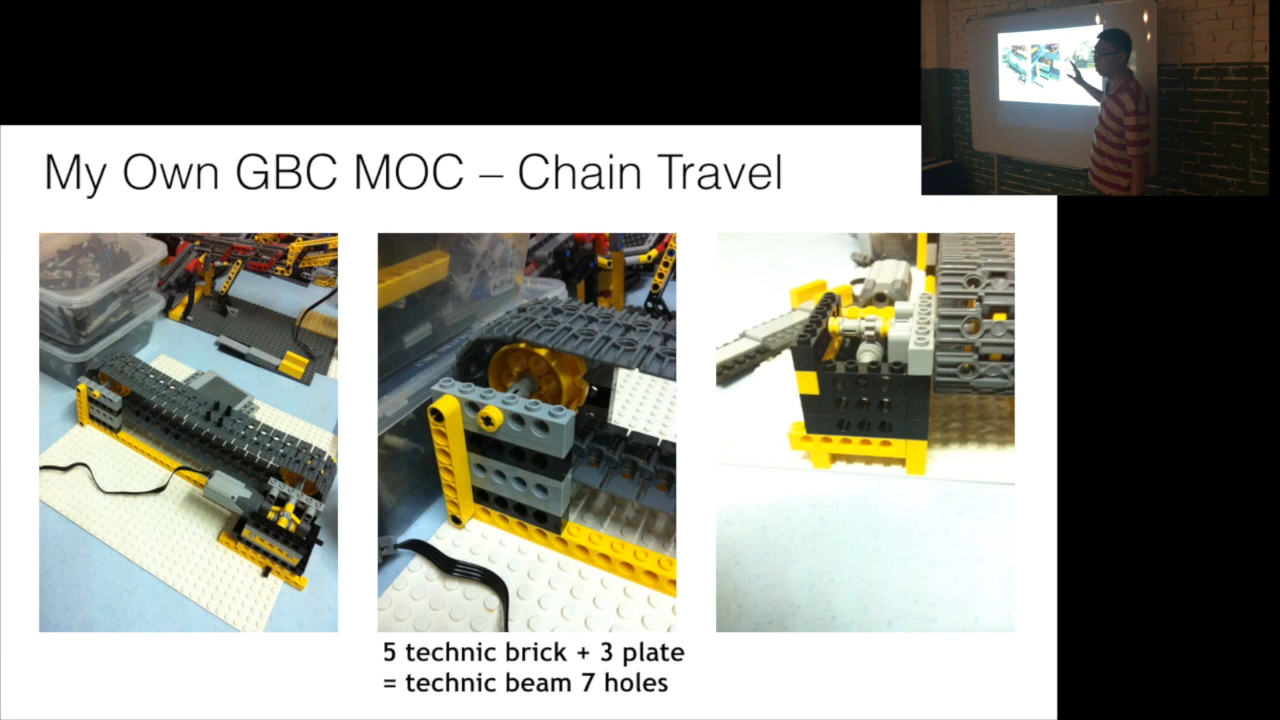 My Own GBC MOC – Chain Travel
5 technic brick + 3 plate
= technic beam 7 holes